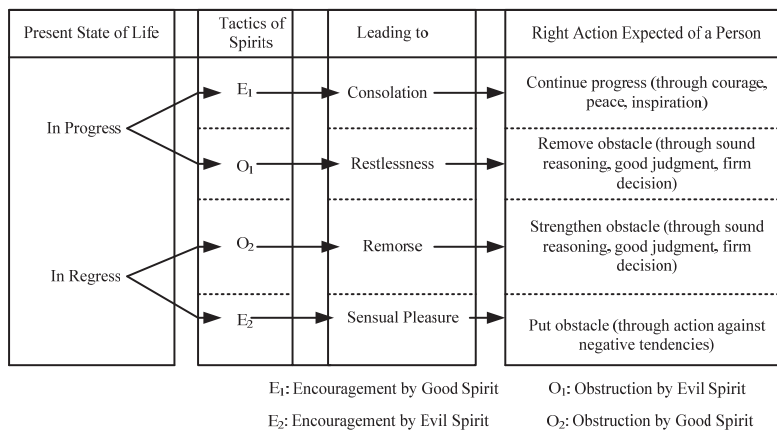 Present State of Life
Tactics of
Spirits
Leading to
Right Action Expected of a Person
In Progress
E₁
Consolation
Continue progress (through courage,
peace, inspiration)
O₁
Restlessness
Remove obstacle (through sound
reasoning, good judgment, firm
decision)
In Regress
O₂
Remorse
Strengthen obstacle (through sound
reasoning, good judgment, firm
decision)
E₂
Sensual Pleasure
Put obstacle (through action against
negative tendencies)
E₁: Encouragement by Good Spirit
O₁: Obstruction by Evil Spirit
E₂: Encouragement by Evil Spirit
O₂: Obstruction by Good Spirit